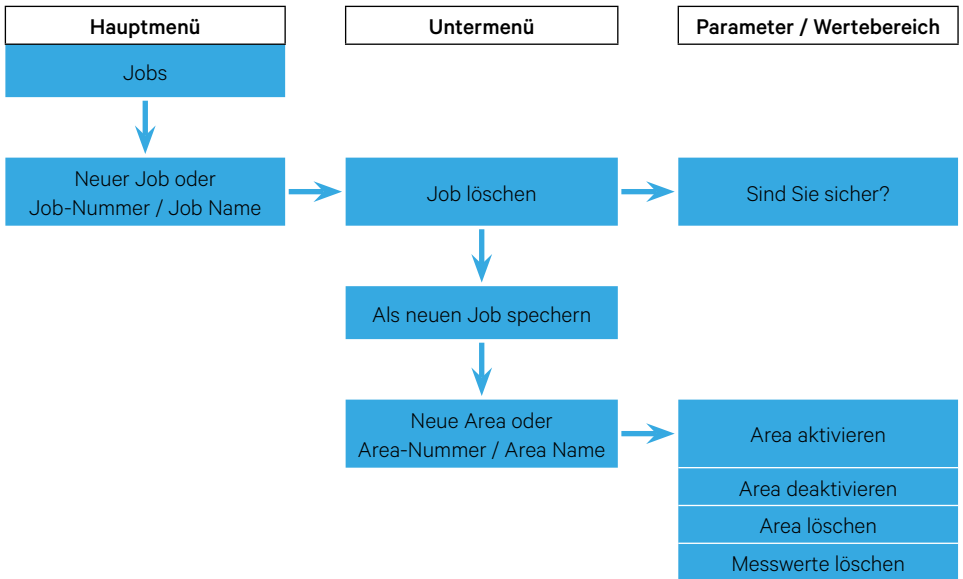 Hauptmenü
Untermenü
Parameter / Wertebereich
Jobs
Neuer Job oder
Job-Nummer / Job Name
Job löschen
Sind Sie sicher?
Als neuen Job spechern
Neue Area oder
Area-Nummer / Area Name
Area aktivieren
Area deaktivieren
Area löschen
Messwerte löschen